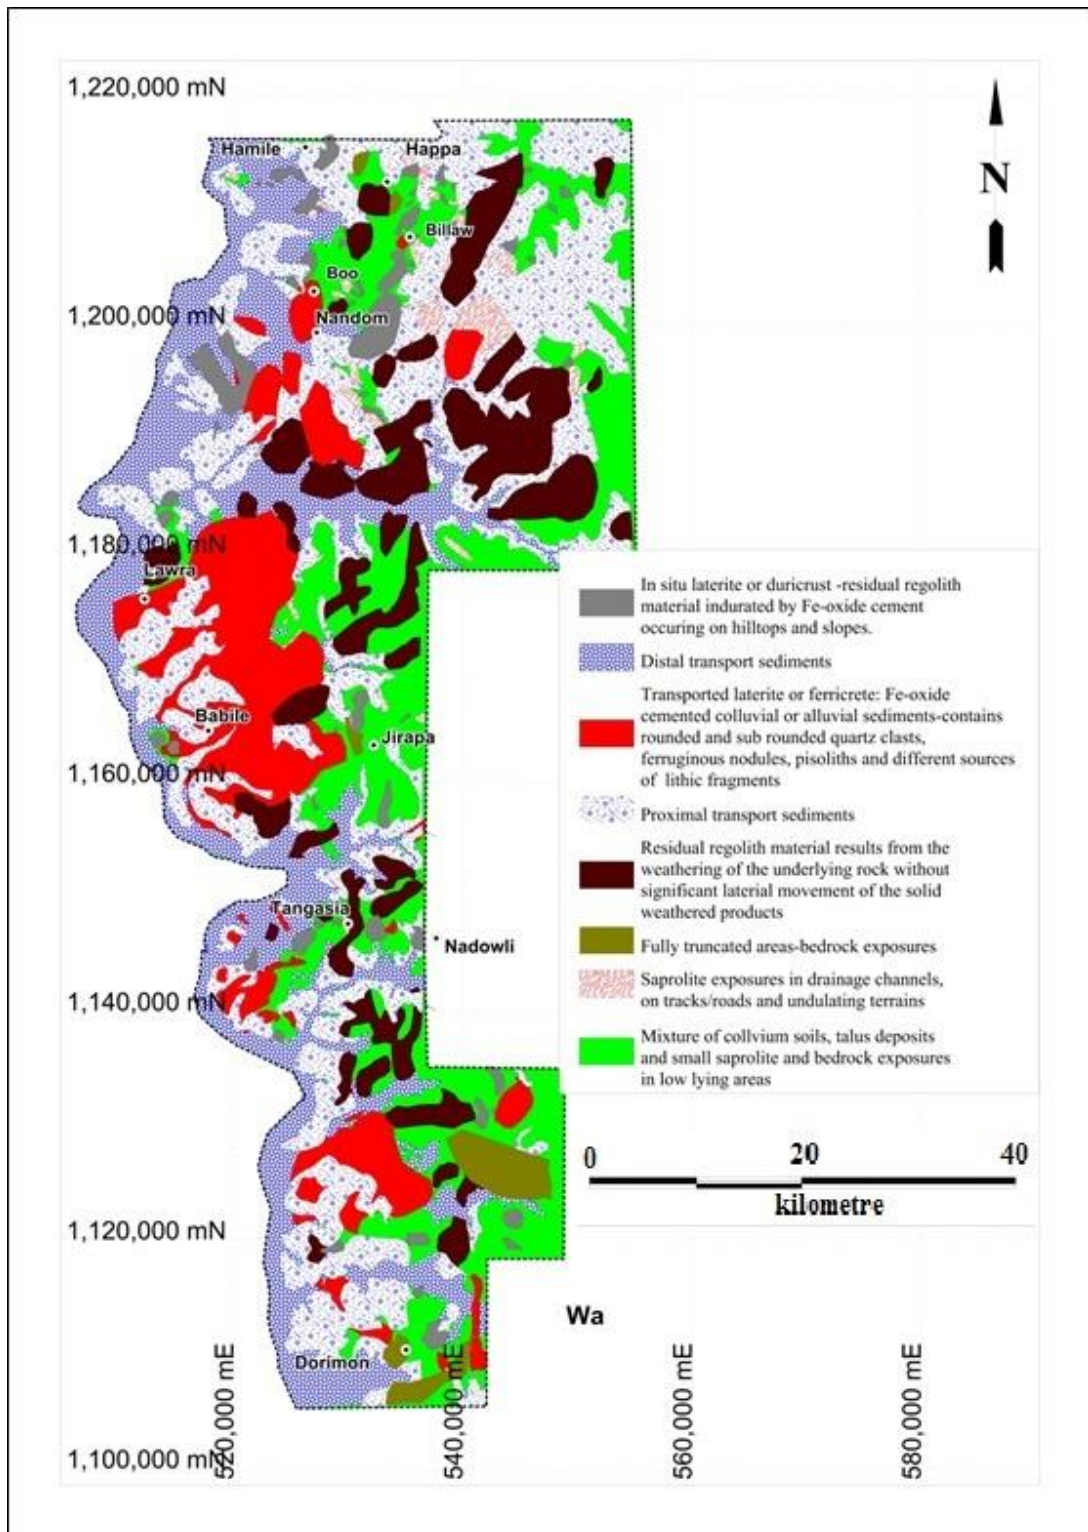 1,220,000 mN
Hamile
Happa
N
Billaw
Boo
1,200,000 mN
Nandom
1,180,000 mN
Lawra
In situ laterite or duricrust -residual regolith
material indurated by Fe-oxide cement
occuring on hilltops and slopes.
Distal transport sediments
Transported laterite or ferricrete: Fe-oxide
cemented colluvial or alluvial sediments-contains
rounded and sub rounded quartz clasts,
ferruginous nodules, pisoliths and different sources
of lithic fragments
Babile
Jirapa
1,160,000 mN
Proximal transport sediments
Residual regolith material results from the
weathering of the underlying rock without
significant laterial movement of the solid
weathered products
Tangasia
Nadowli
Fully truncated areas-bedrock exposures
Saprolite exposures in drainage channels,
on tracks/roads and undulating terrains
1,140,000 mN
Mixture of collvium soils, talus deposits
and small saprolite and bedrock exposures
in low lying areas
0 20 40
kilometre
1,120,000 mN
Wa
Dorimon
1,100,000 mN
520,000 mE
540,000 mE
560,000 mE
580,000 mE